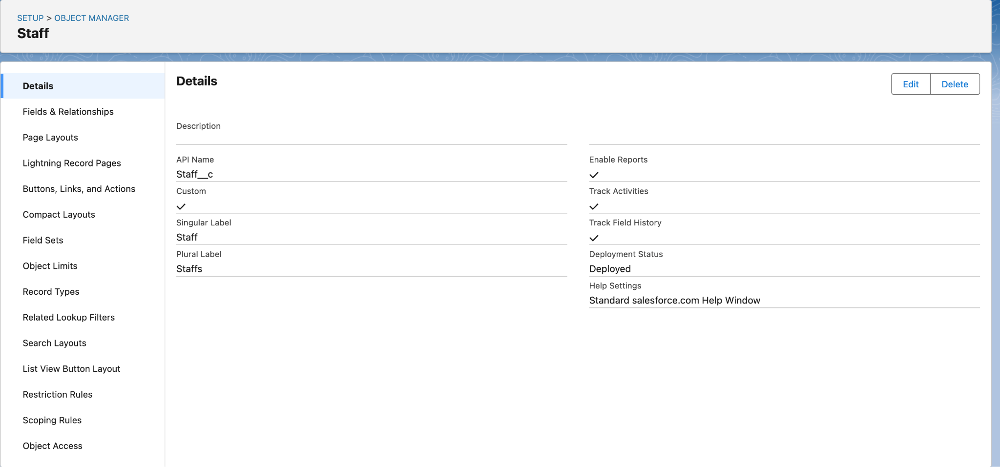 SETUP > OBJECT MANAGER
Staff
Details
Fields & Relationships
Page Layouts
Lightning Record Pages
Buttons, Links, and Actions
Compact Layouts
Field Sets
Object Limits
Record Types
Related Lookup Filters
Search Layouts
List View Button Layout
Restriction Rules
Scoping Rules
Object Access
Details
Edit
Delete
Description
API Name
Staff__c
Custom
Singular Label
Staff
Plural Label
Staffs
Enable Reports
Track Activities
Track Field History
Deployment Status
Deployed
Help Settings
Standard salesforce.com Help Window